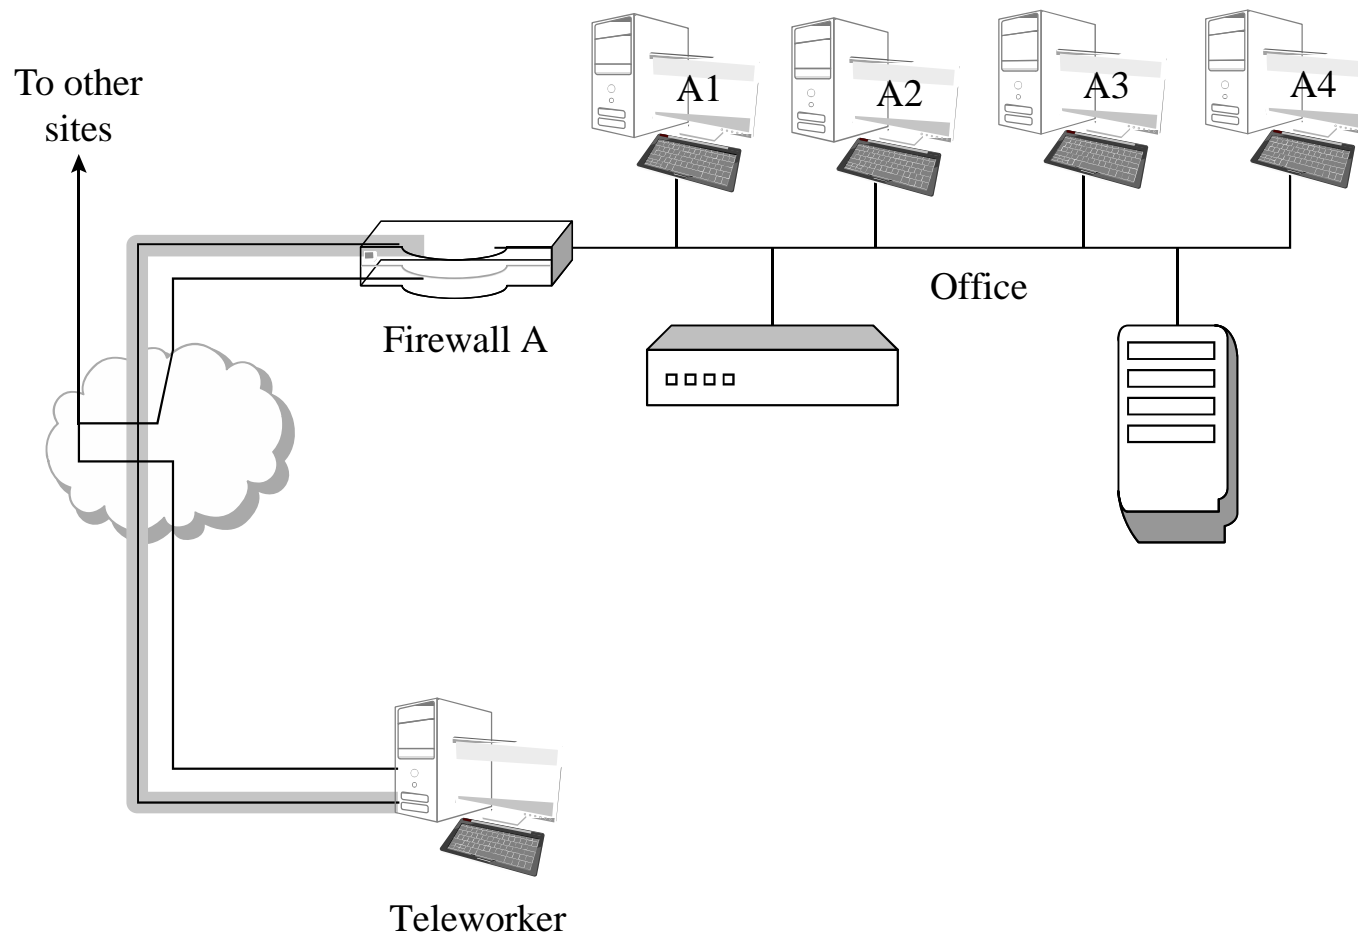 To other
sites
A1
A2
A3
A4
Office
Firewall A
Teleworker